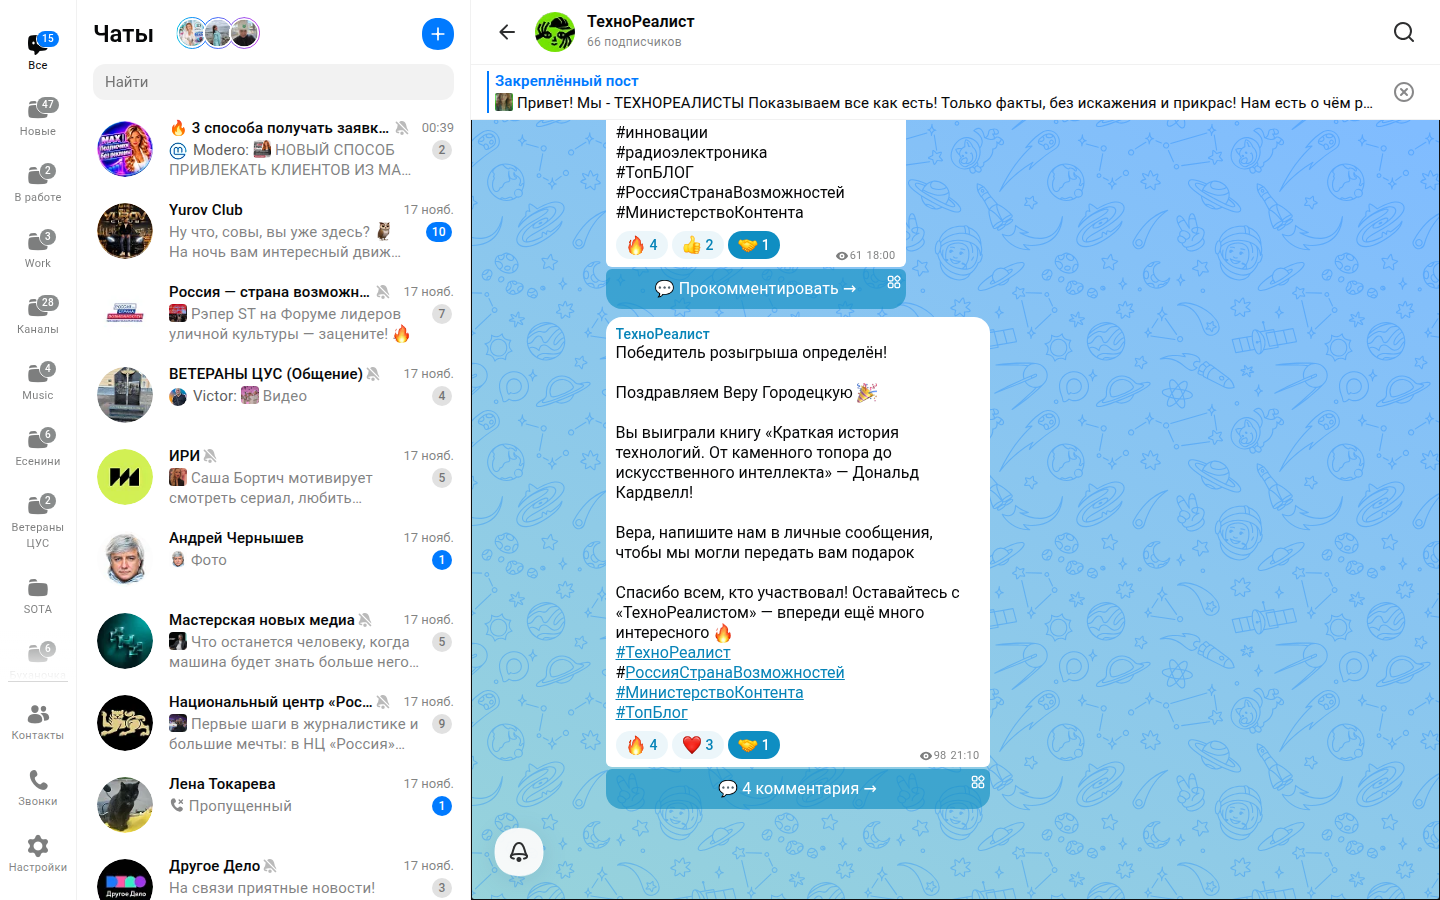 15
Все
47
Новые
2
В работе
3
Work
28
Каналы
4
Music
6
Есенини
2
Ветераны
ЦУС
SOTA
6
Контакты
Звонки
Настройки
Чаты
Найти
🔥 3 способа получать заявк... 00:39
Modero: НОВЫЙ СПОСОБ 2
ПРИВЛЕКАТЬ КЛИЕНТОВ ИЗ МА...
Yurov Club 17 нояб.
Ну что, совы, вы уже здесь? 🦉 10
На ночь вам интересный движ...
Россия — страна возможн... 17 нояб.
Рэпер ST на Форуме лидеров 7
уличной культуры — зацените! 🔥
ВЕТЕРАНЫ ЦУС (Общение) 17 нояб.
Victor: Видео 4
ИРИ 17 нояб.
Саша Бортич мотивирует 5
смотреть сериал, любить...
Андрей Чернышев 17 нояб.
Фото 1
Мастерская новых медиа 17 нояб.
Что останется человеку, когда 5
машина будет знать больше него...
Национальный центр «Рос... 17 нояб.
Первые шаги в журналистике и 9
большие мечты: в НЦ «Россия»...
Лена Токарева 17 нояб.
Пропущенный 1
Другое Дело 17 нояб.
На связи приятные новости! 3
Другое Дело
ТехноРеалист
66 подписчиков
Закреплённый пост
Привет! Мы - ТЕХНОРЕАЛИСТЫ Показываем все как есть! Только факты, без искажения и прикрас! Нам есть о чём р...
#инновации
#радиоэлектроника
#ТопБЛОГ
#РоссияСтранаВозможностей
#МинистерствоКонтента
🔥 4 👍 2 🤝 1
61 18:00
💬 Прокомментировать →
ТехноРеалист
Победитель розыгрыша определён!
Поздравляем Веру Городецкую 🎉
Вы выиграли книгу «Краткая история
технологий. От каменного топора до
искусственного интеллекта» — Дональд
Кардвелл!
Вера, напишите нам в личные сообщения,
чтобы мы могли передать вам подарок
Спасибо всем, кто участвовал! Оставайтесь с
«ТехноРеалистом» — впереди ещё много
интересного 🔥
#ТехноРеалист
#РоссияСтранаВозможностей
#МинистерствоКонтента
#ТопБлог
🔥 4 ❤️ 3 🤝 1
98 21:10
💬 4 комментария →